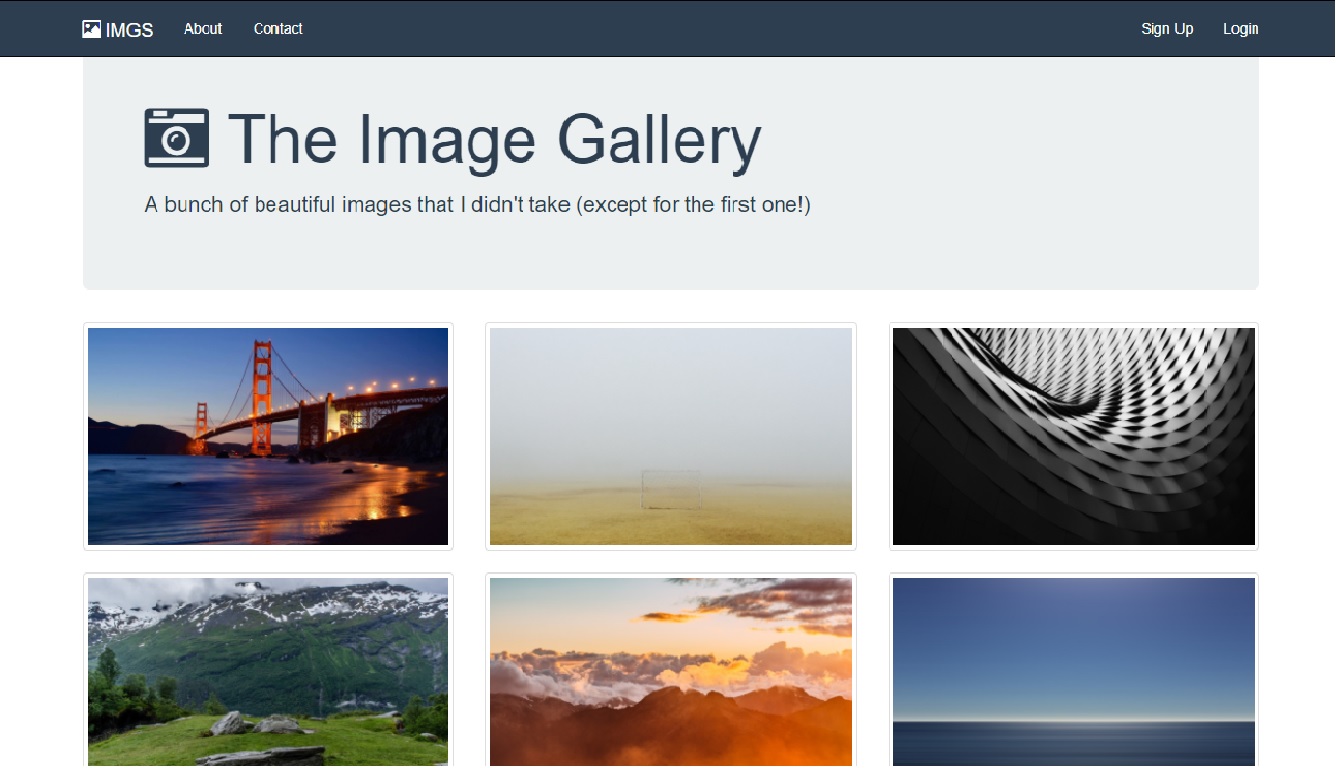 IMGS About Contact Sign Up Login
The Image Gallery
A bunch of beautiful images that I didn't take (except for the first one!)